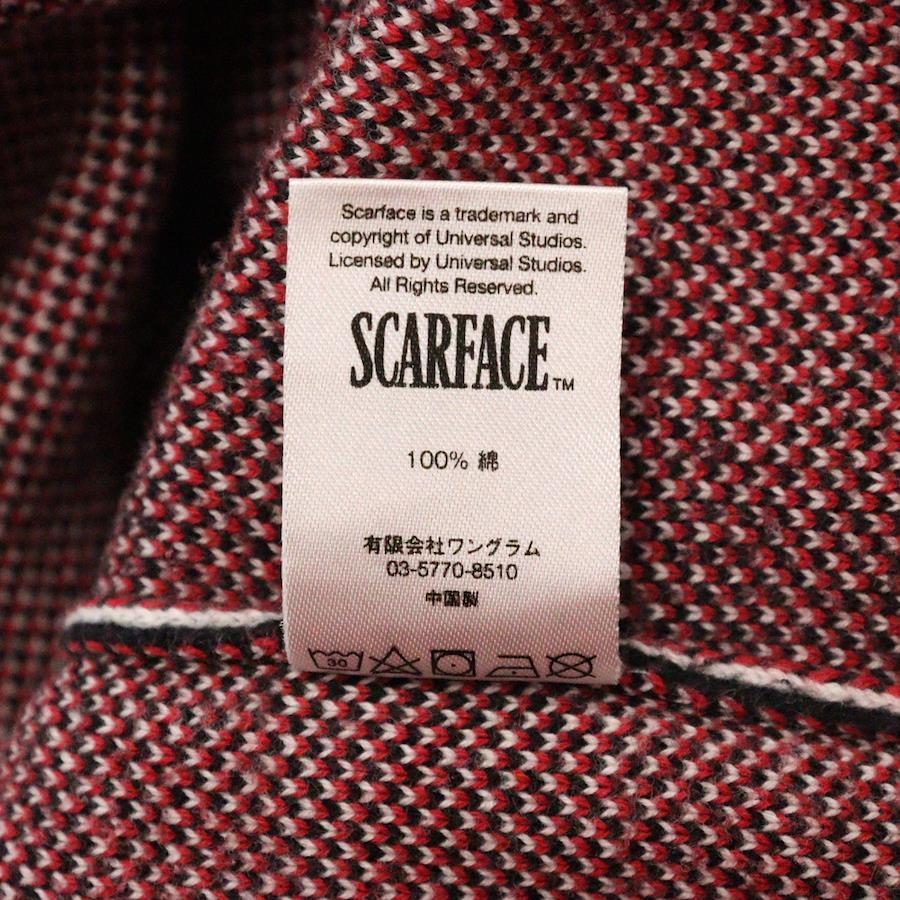 Scarface is a trademark and
copyright of Universal Studios.
Licensed by Universal Studios.
All Rights Reserved.
SCARFACE™
100% 綿
有限会社ワングラム
03-5770-8510
中国製
30